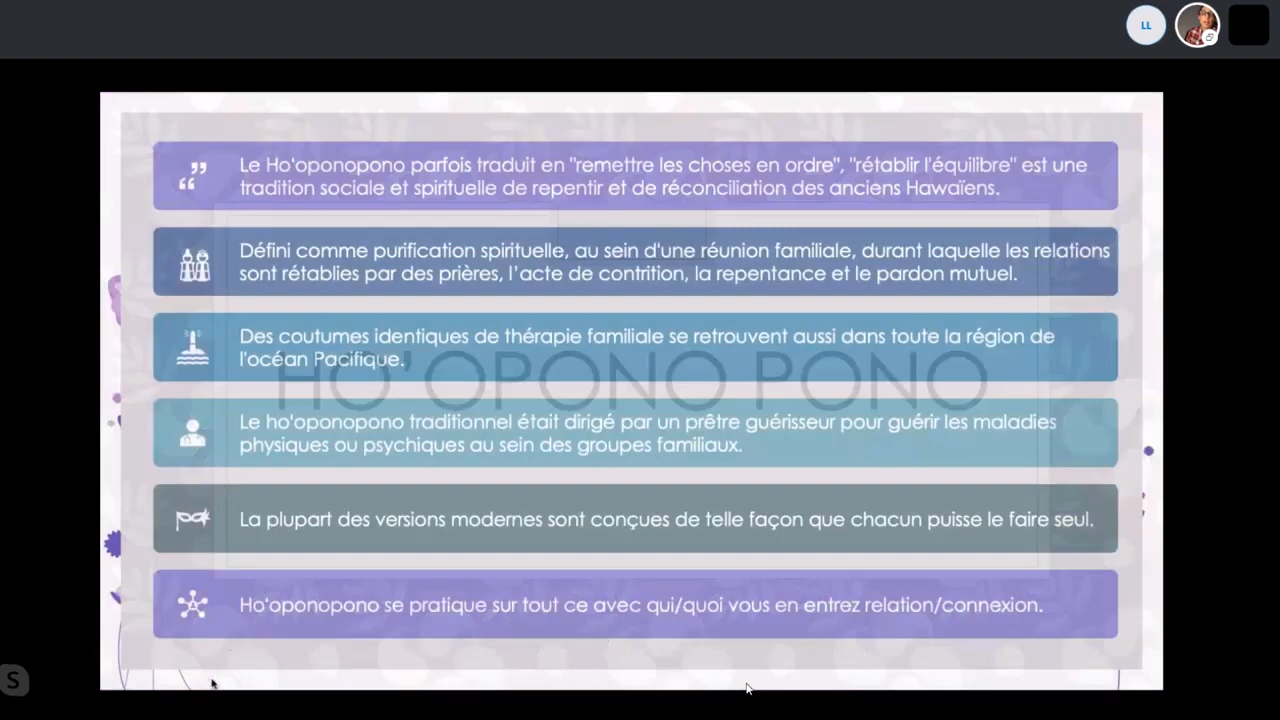 LL
Le Ho'oponopono parfois traduit en "remettre les choses en ordre", "rétablir l'équilibre" est une
tradition sociale et spirituelle de repentir et de réconciliation des anciens Hawaïens.
Défini comme purification spirituelle, au sein d'une réunion familiale, durant laquelle les relations
sont rétablies par des prières, l'acte de contrition, la repentance et le pardon mutuel.
Des coutumes identiques de thérapie familiale se retrouvent aussi dans toute la région de
l'océan Pacifique.
HO'OPONO PONO
Le ho'oponopono traditionnel était dirigé par un prêtre guérisseur pour guérir les maladies
physiques ou psychiques au sein des groupes familiaux.
La plupart des versions modernes sont conçues de telle façon que chacun puisse le faire seul.
Ho'oponopono se pratique sur tout ce avec qui/quoi vous en entrez relation/connexion.
S